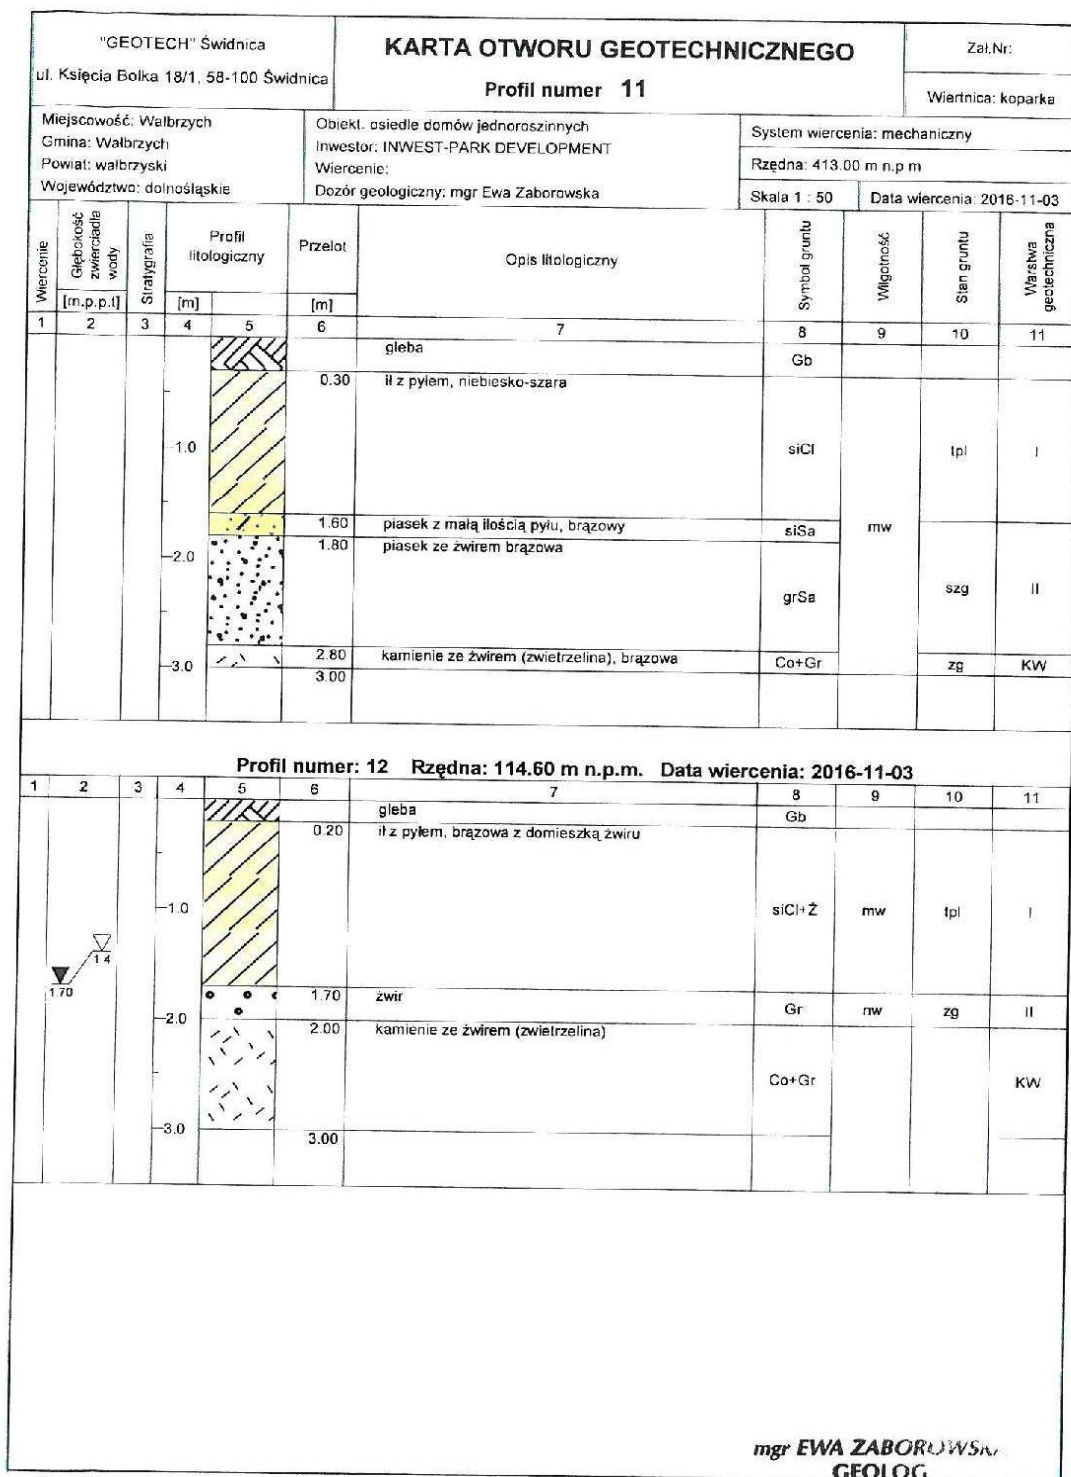 "GEOTECH" Świdnica
ul. Księcia Bolka 18/1, 58-100 Świdnica
KARTA OTWORU GEOTECHNICZNEGO
Profil numer 11
Zał.Nr:
Wiertnica: koparka
Miejscowość: Wałbrzych
Gmina: Wałbrzych
Powiat: wałbrzyski
Województwo: dolnośląskie
Obiekt. osiedle domów jednoroszinnych
Inwestor: INWEST-PARK DEVELOPMENT
Wiercenie:
Dozór geologiczny: mgr Ewa Zaborowska
System wiercenia: mechaniczny
Rzędna: 413.00 m n.p.m
Skala 1 : 50 Data wiercenia: 2016-11-03
Wiercenie
Głębokość zwierciadła wody
[m.p.p.t]
Stratygrafia
Profil litologiczny
[m]
Przelot
[m]
Opis litologiczny
Symbol gruntu
Wilgotność
Stan gruntu
Warstwa geotechniczna
1 2 3 4 5 6 7 8 9 10 11
gleba Gb
0.30 ił z pyłem, niebiesko-szara
1.0 siCl tpl I
1.60 piasek z małą ilością pyłu, brązowy siSa mw
1.80 piasek ze żwirem brązowa
2.0 grSa szg II
2.80 kamienie ze żwirem (zwietrzelina), brązowa Co+Gr zg KW
3.0
3.00
Profil numer: 12 Rzędna: 114.60 m n.p.m. Data wiercenia: 2016-11-03
1 2 3 4 5 6 7 8 9 10 11
gleba Gb
0.20 ił z pyłem, brązowa z domieszką żwiru
1.0 siCl+Ż mw tpl I
1.4
1.70
1.70 żwir Gr nw zg II
2.0
2.00 kamienie ze żwirem (zwietrzelina)
Co+Gr KW
3.0
3.00
mgr EWA ZABOROWSK
GEOLOG